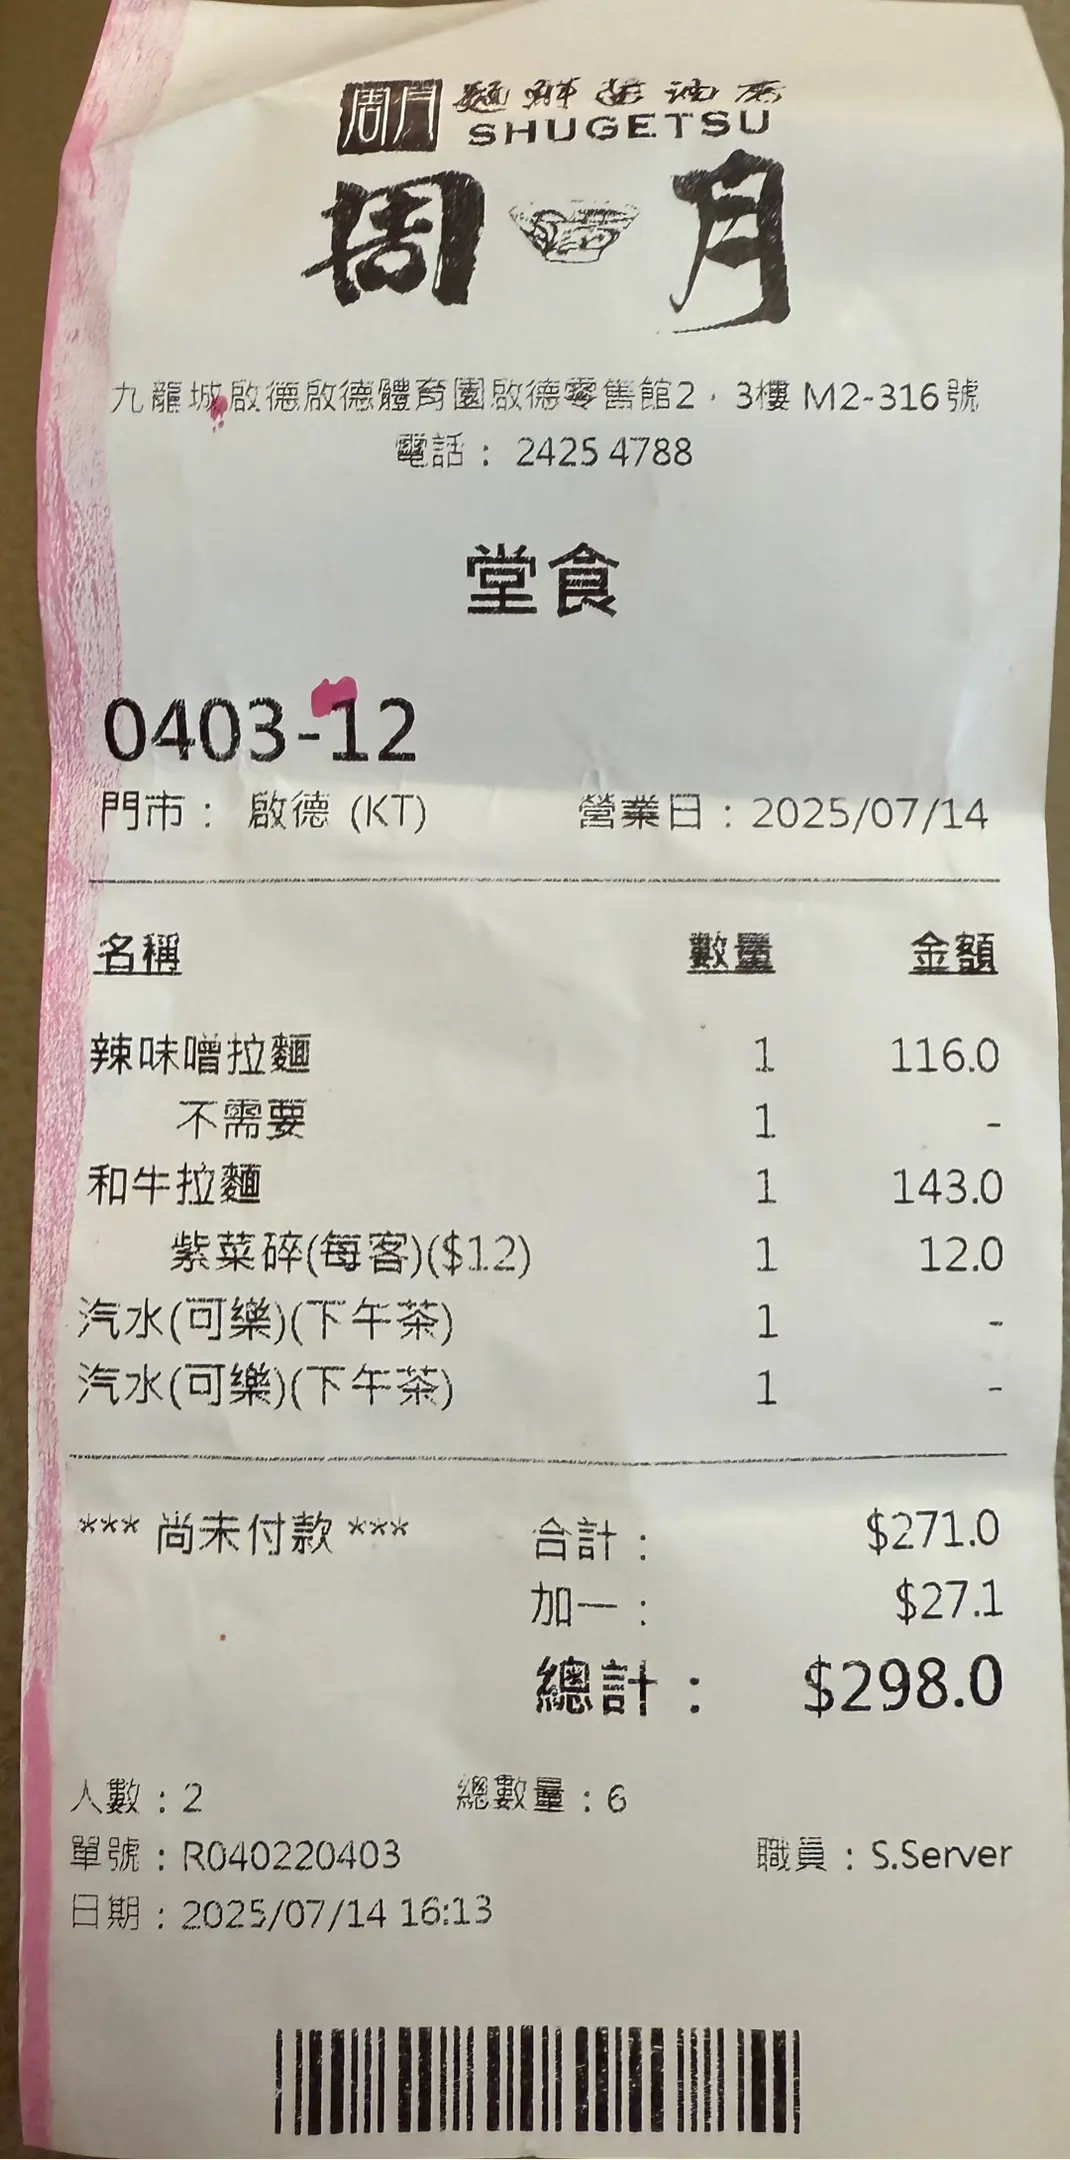 周月
SHUGETSU
周月
九龍城啟德啟德體育園啟德零售館2，3樓 M2-316號
電話： 2425 4788
堂食
0403-12
門市： 啟德 (KT) 營業日：2025/07/14
名稱 數量 金額
辣味噌拉麵 1 116.0
不需要 1 -
和牛拉麵 1 143.0
紫菜碎(每客)($12) 1 12.0
汽水(可樂)(下午茶) 1 -
汽水(可樂)(下午茶) 1 -
*** 尚未付款 *** 合計： $271.0
加一： $27.1
總計： $298.0
人數：2 總數量：6
單號：R040220403 職員：S.Server
日期：2025/07/14 16:13